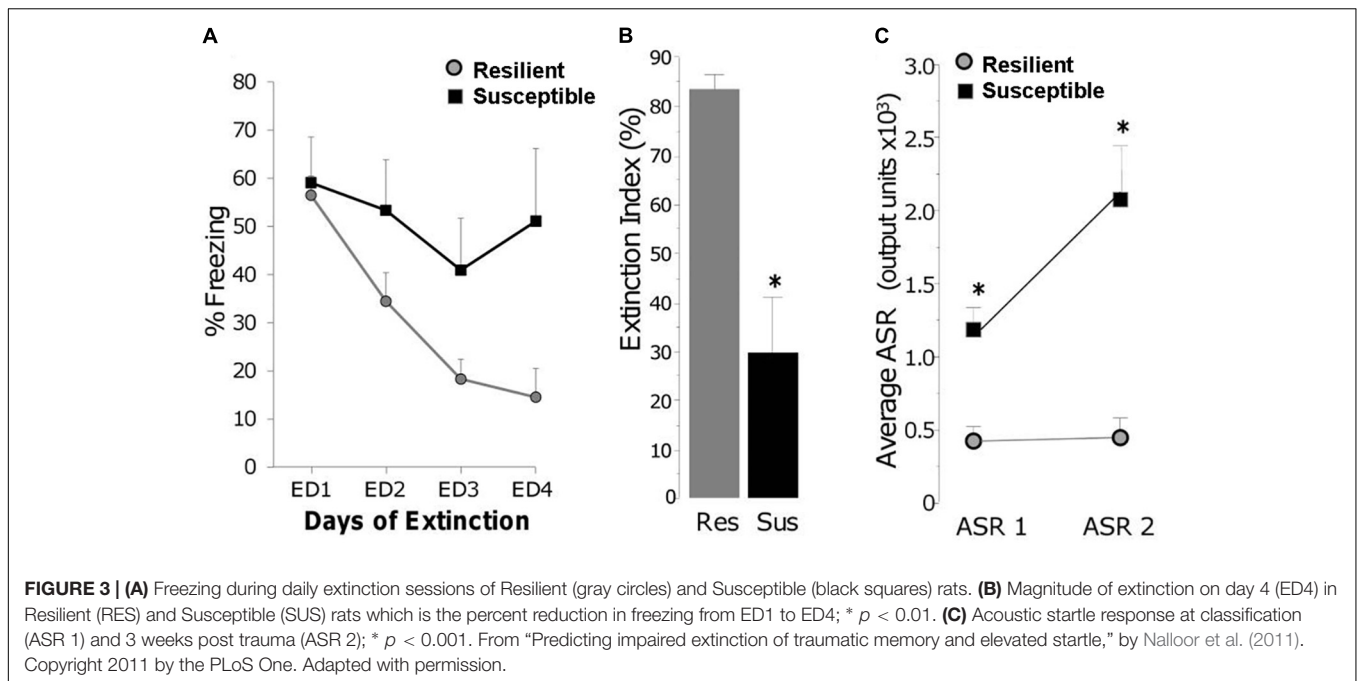 A
Resilient
Susceptible
% Freezing
80
70
60
50
40
30
20
10
0
ED1 ED2 ED3 ED4
Days of Extinction
B
Extinction Index (%)
90
80
70
60
50
40
30
20
10
0
*
Res Sus
C
Resilient
Susceptible
Average ASR (output units x10³)
3.0
2.5
2.0
1.5
1.0
0.5
0
*
*
ASR 1 ASR 2
FIGURE 3 | (A) Freezing during daily extinction sessions of Resilient (gray circles) and Susceptible (black squares) rats. (B) Magnitude of extinction on day 4 (ED4) in
Resilient (RES) and Susceptible (SUS) rats which is the percent reduction in freezing from ED1 to ED4; * p < 0.01. (C) Acoustic startle response at classification
(ASR 1) and 3 weeks post trauma (ASR 2); * p < 0.001. From “Predicting impaired extinction of traumatic memory and elevated startle,” by Nalloor et al. (2011).
Copyright 2011 by the PLoS One. Adapted with permission.